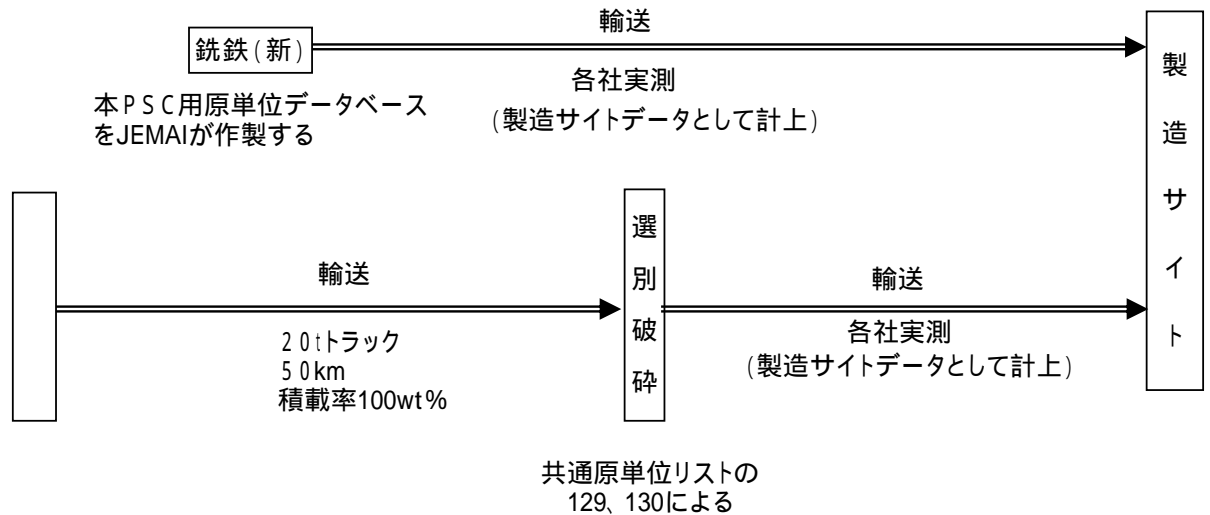 輸送
銑鉄(新)
各社実測
(製造サイトデータとして計上)
本PSC用原単位データベース
をJEMAIが作製する
製造サイト
選別破砕
輸送
20tトラック
50km
積載率100wt%
輸送
各社実測
(製造サイトデータとして計上)
共通原単位リストの
129、130による